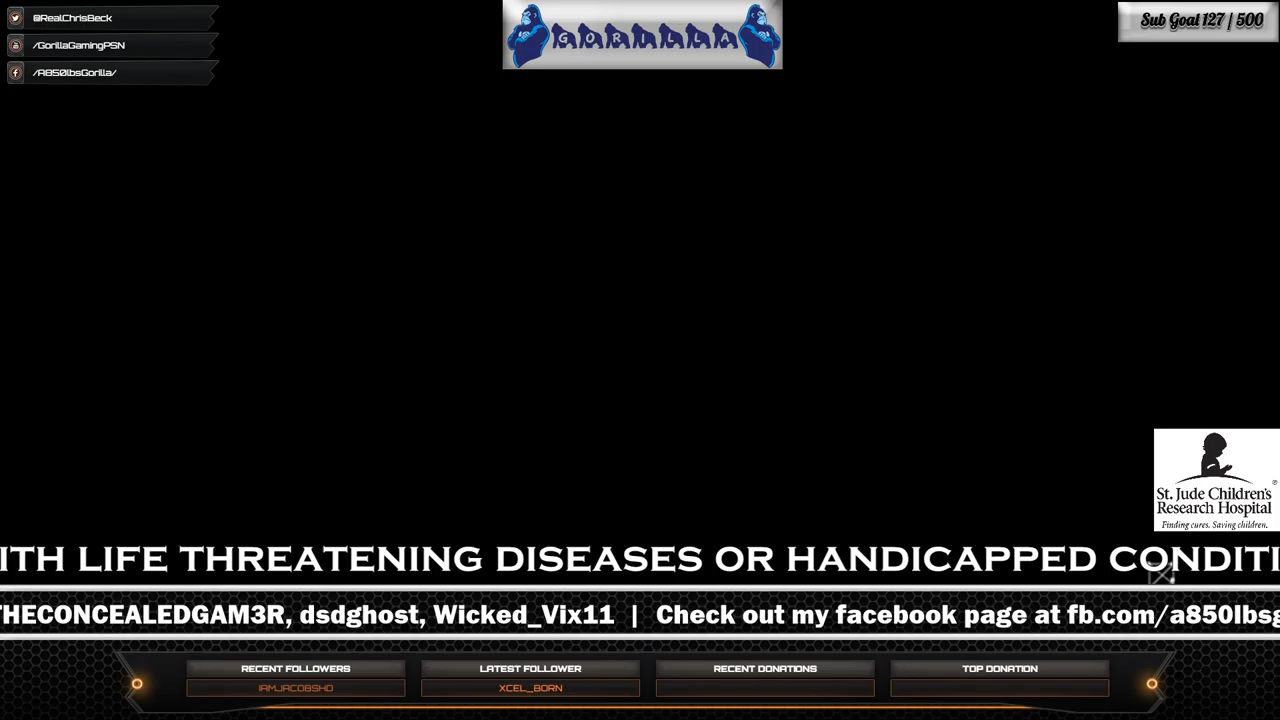 @RealChrisBeck
/GorillaGamingPSN
/A850lbsGorilla/
GORILLA
Sub Goal 127 / 500
St. Jude Children's
Research Hospital
®
Finding cures. Saving children.
ITH LIFE THREATENING DISEASES OR HANDICAPPED CONDITI
THECONCEALEDGAM3R, dsdghost, Wicked_Vix11 | Check out my facebook page at fb.com/a850lbsg
RECENT FOLLOWERS LATEST FOLLOWER RECENT DONATIONS TOP DONATION
IAMJACOBSHD XCEL_BORN